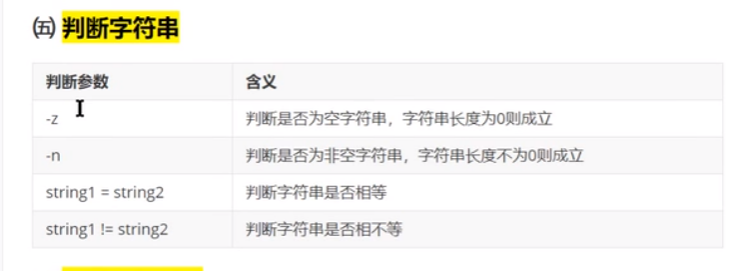 ㈤ 判断字符串
判断参数 含义
-z 判断是否为空字符串，字符串长度为0则成立
-n 判断是否为非空字符串，字符串长度不为0则成立
string1 = string2 判断字符串是否相等
string1 != string2 判断字符串是否相不等